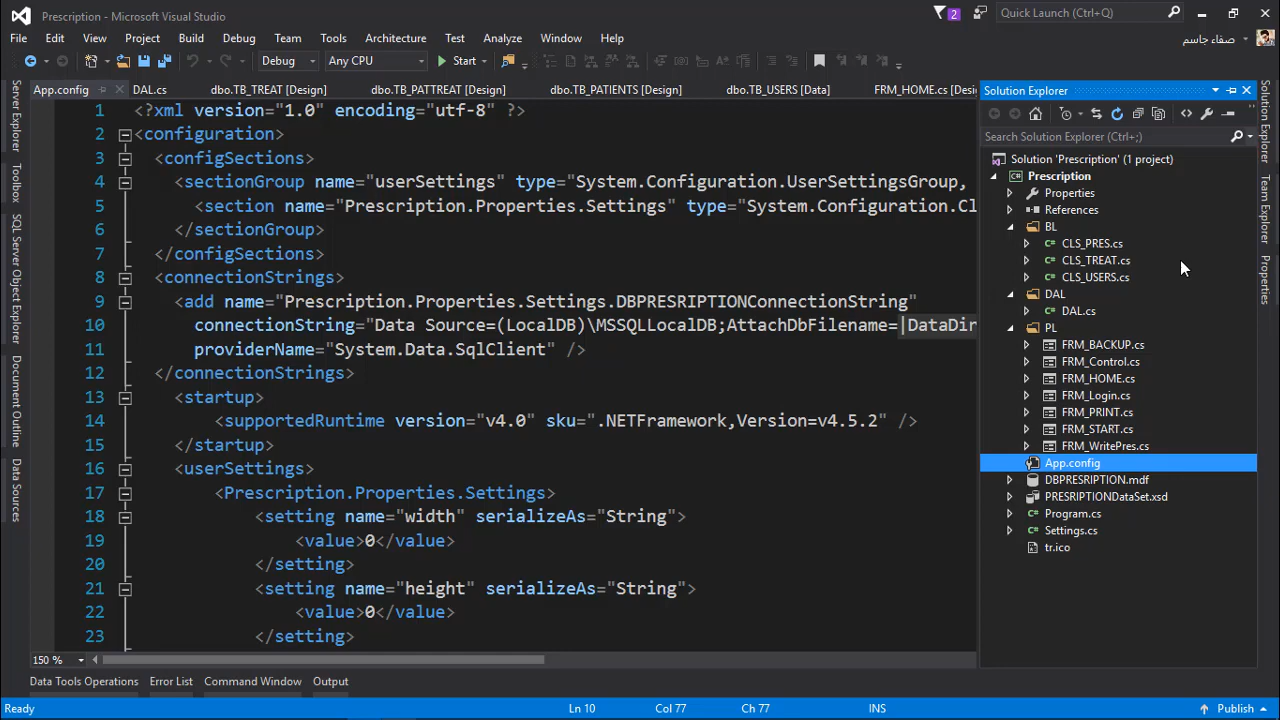 Prescription - Microsoft Visual Studio
2
Quick Launch (Ctrl+Q)
File Edit View Project Build Debug Team Tools Architecture Test Analyze Window Help
صفاء جاسم
Debug Any CPU Start
App.config DAL.cs dbo.TB_TREAT [Design] dbo.TB_PATTREAT [Design] dbo.TB_PATIENTS [Design] dbo.TB_USERS [Data] FRM_HOME.cs [Desi
1 <?xml version="1.0" encoding="utf-8" ?>
2 <configuration>
3 <configSections>
4 <sectionGroup name="userSettings" type="System.Configuration.UserSettingsGroup,
5 <section name="Prescription.Properties.Settings" type="System.Configuration.Cl
6 </sectionGroup>
7 </configSections>
8 <connectionStrings>
9 <add name="Prescription.Properties.Settings.DBPRESRIPTIONConnectionString"
10 connectionString="Data Source=(LocalDB)\MSSQLLocalDB;AttachDbFilename=|DataDir
11 providerName="System.Data.SqlClient" />
12 </connectionStrings>
13 <startup>
14 <supportedRuntime version="v4.0" sku=".NETFramework,Version=v4.5.2" />
15 </startup>
16 <userSettings>
17 <Prescription.Properties.Settings>
18 <setting name="width" serializeAs="String">
19 <value>0</value>
20 </setting>
21 <setting name="height" serializeAs="String">
22 <value>0</value>
23 </setting>
150 %
Server Explorer
Toolbox
SQL Server Object Explorer
Document Outline
Data Sources
Solution Explorer
Search Solution Explorer (Ctrl+;)
Solution 'Prescription' (1 project)
Prescription
Properties
References
BL
CLS_PRES.cs
CLS_TREAT.cs
CLS_USERS.cs
DAL
DAL.cs
PL
FRM_BACKUP.cs
FRM_Control.cs
FRM_HOME.cs
FRM_Login.cs
FRM_PRINT.cs
FRM_START.cs
FRM_WritePres.cs
App.config
DBPRESRIPTION.mdf
PRESRIPTIONDataSet.xsd
Program.cs
Settings.cs
tr.ico
Solution Explorer
Team Explorer
Properties
Data Tools Operations Error List Command Window Output
Ready Ln 10 Col 77 Ch 77 INS Publish